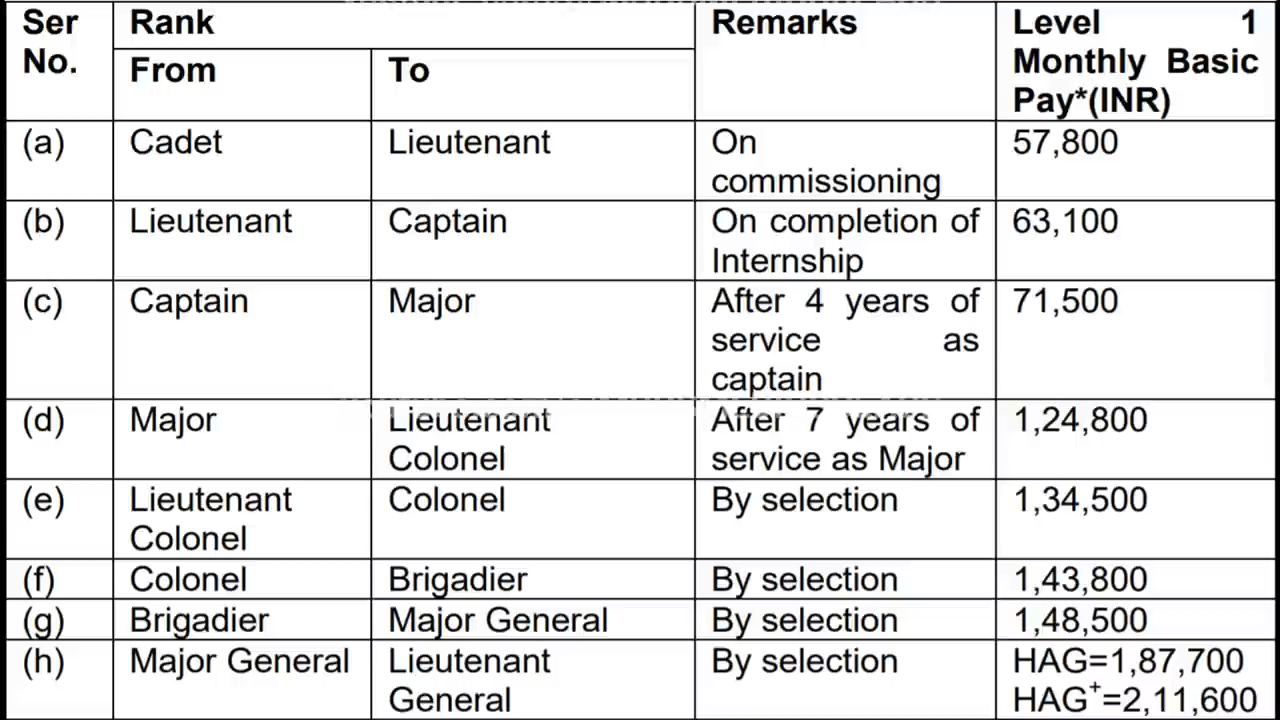 Ser No. Rank Remarks Level 1 Monthly Basic Pay*(INR)
From To
(a) Cadet Lieutenant On commissioning 57,800
(b) Lieutenant Captain On completion of Internship 63,100
(c) Captain Major After 4 years of service as captain 71,500
(d) Major Lieutenant Colonel After 7 years of service as Major 1,24,800
(e) Lieutenant Colonel Colonel By selection 1,34,500
(f) Colonel Brigadier By selection 1,43,800
(g) Brigadier Major General By selection 1,48,500
(h) Major General Lieutenant General By selection HAG=1,87,700 HAG+=2,11,600